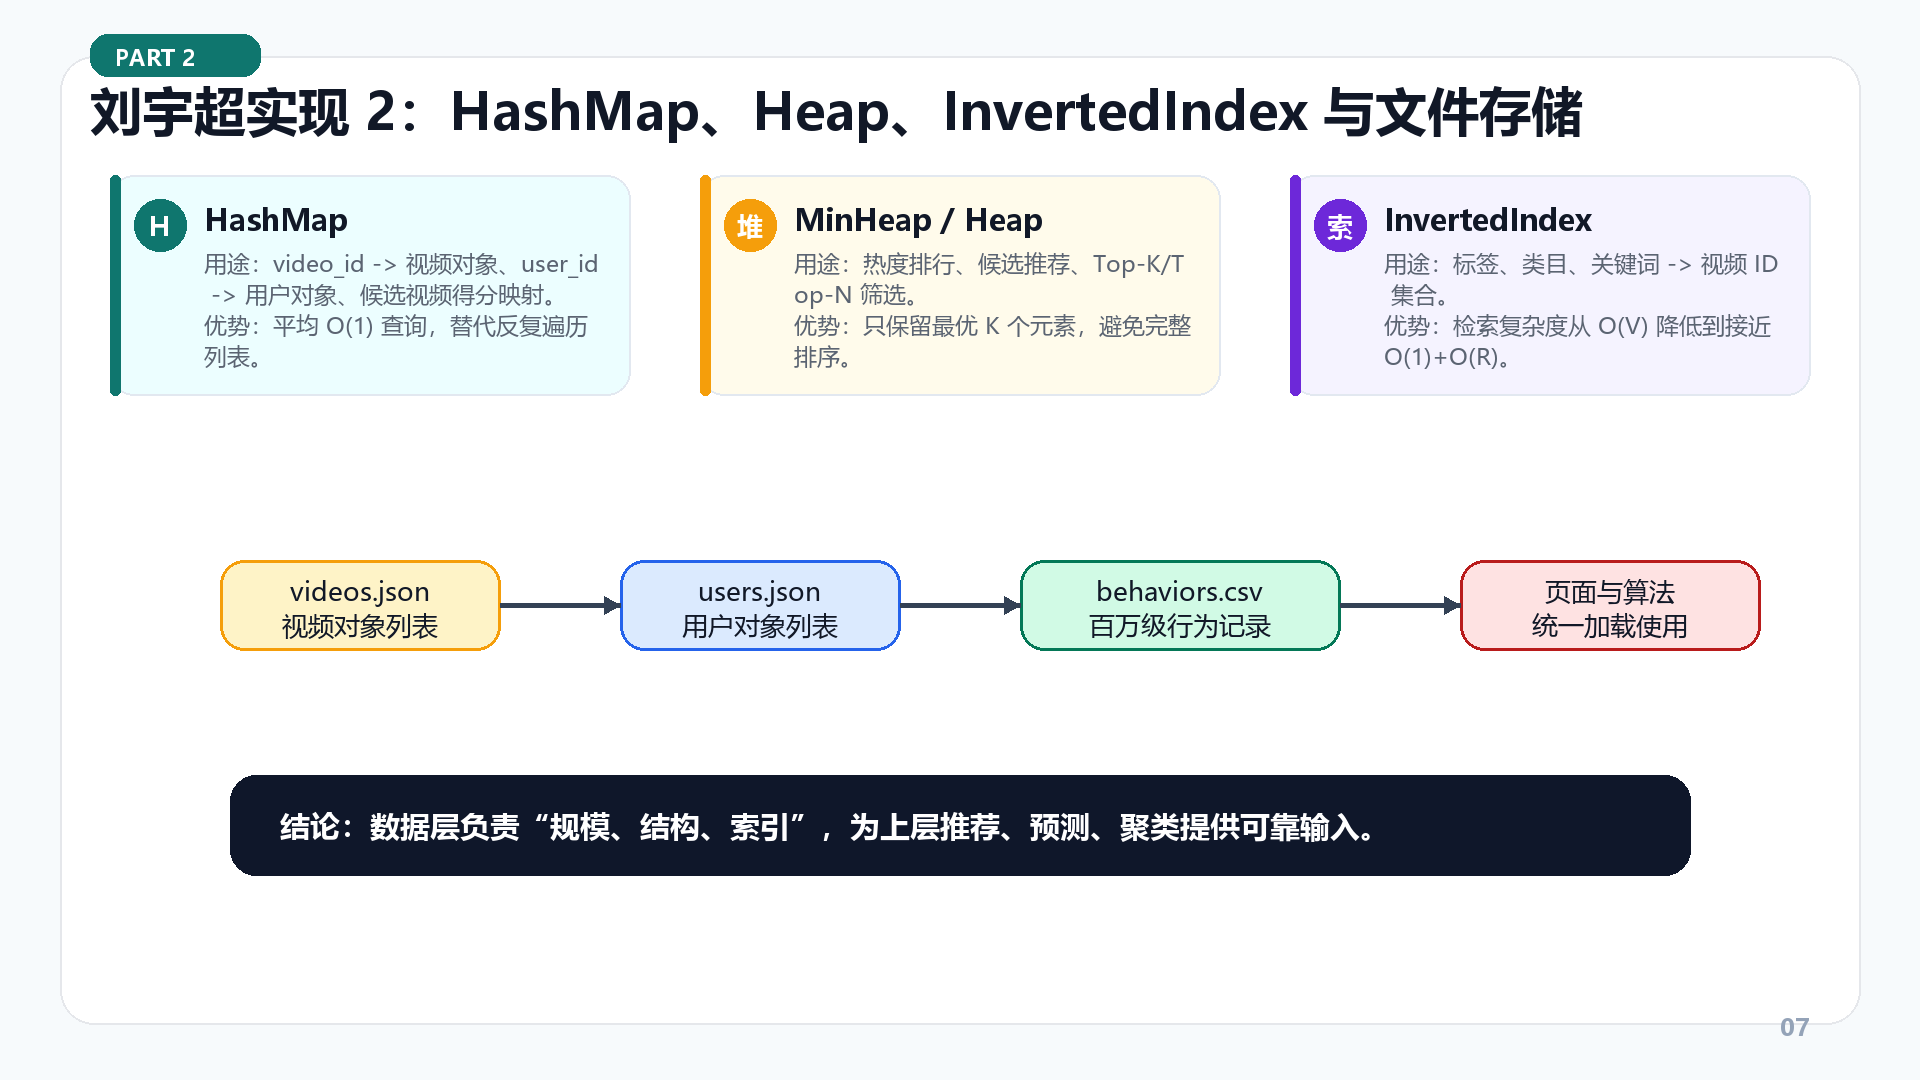 PART 2
刘宇超实现 2：HashMap、Heap、InvertedIndex 与文件存储
H
HashMap
用途：video_id -> 视频对象、user_id
-> 用户对象、候选视频得分映射。
优势：平均 O(1) 查询，替代反复遍历
列表。
堆
MinHeap / Heap
用途：热度排行、候选推荐、Top-K/T
op-N 筛选。
优势：只保留最优 K 个元素，避免完整
排序。
索
InvertedIndex
用途：标签、类目、关键词 -> 视频 ID
集合。
优势：检索复杂度从 O(V) 降低到接近
O(1)+O(R)。
videos.json
视频对象列表
users.json
用户对象列表
behaviors.csv
百万级行为记录
页面与算法
统一加载使用
结论：数据层负责“规模、结构、索引”，为上层推荐、预测、聚类提供可靠输入。
07